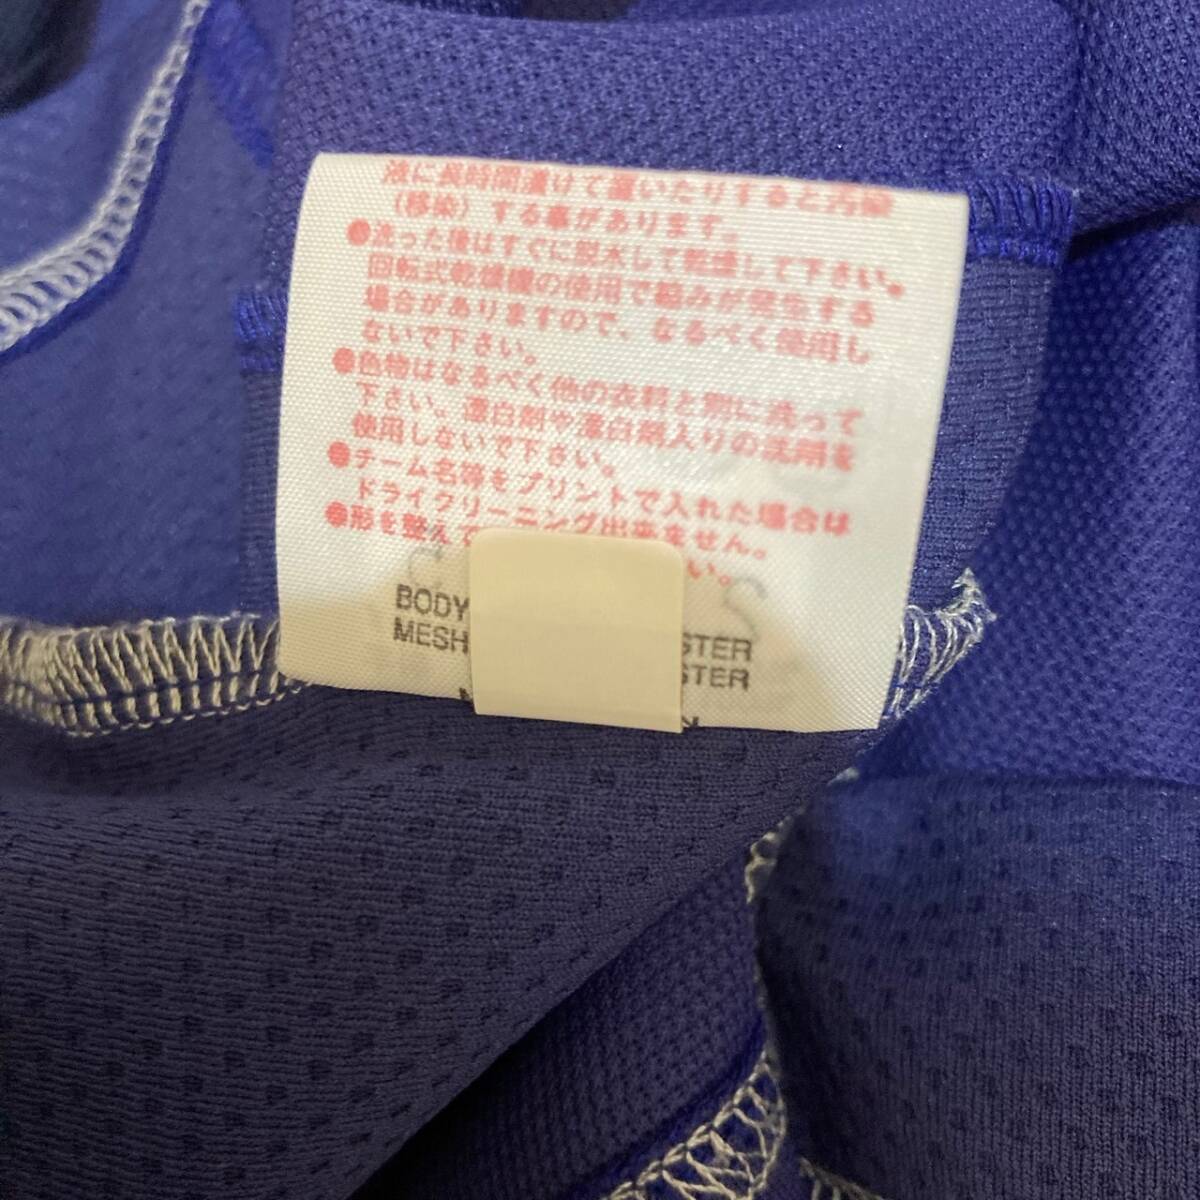 液に長時間漬けて置いたりすると汚染
(移染)する事があります。
●洗った後はすぐに脱水して乾燥して下さい。
回転式乾燥機の使用で縮みが発生する
場合がありますので、なるべく使用し
ないで下さい。
●色物はなるべく他の衣料と別に洗って
下さい。漂白剤や漂白剤入りの洗剤を
使用しないで下さい。
●チーム名等をプリントで入れた場合は
ドライクリーニング出来ません。
●形を整えて い。
BODY STER
MESH STER